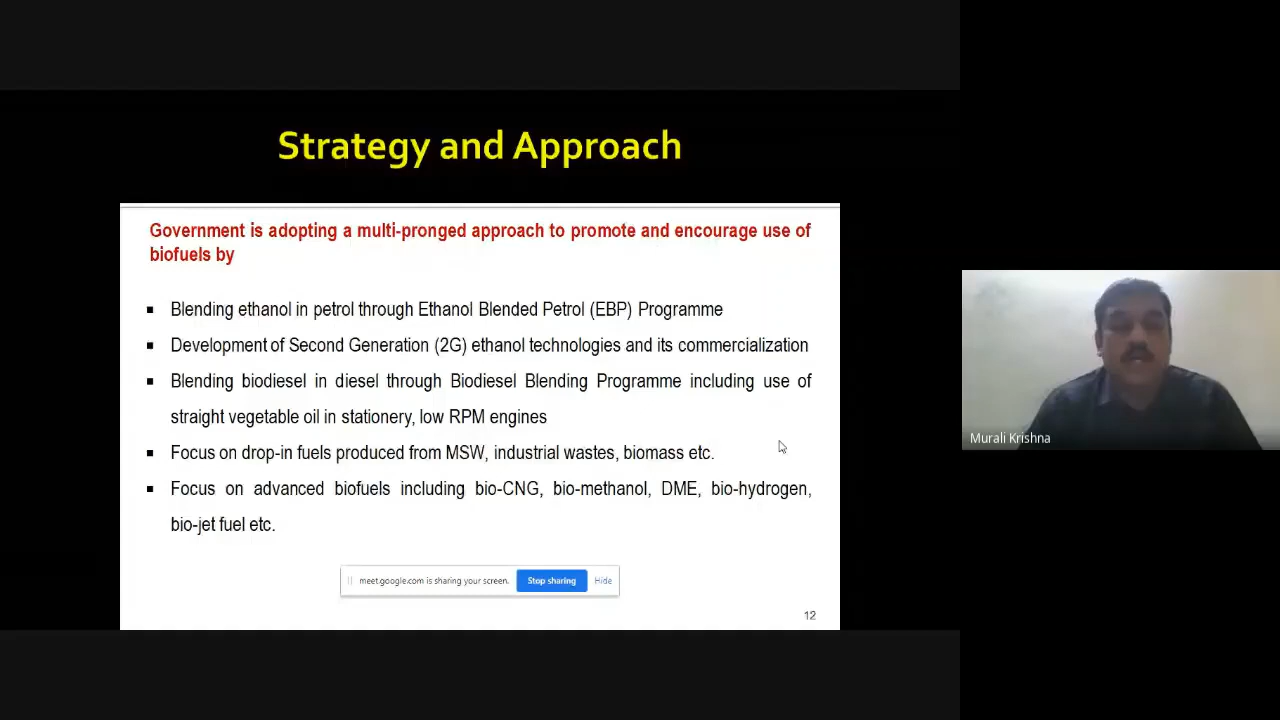 Strategy and Approach
Government is adopting a multi-pronged approach to promote and encourage use of
biofuels by
▪ Blending ethanol in petrol through Ethanol Blended Petrol (EBP) Programme
▪ Development of Second Generation (2G) ethanol technologies and its commercialization
▪ Blending biodiesel in diesel through Biodiesel Blending Programme including use of
straight vegetable oil in stationery, low RPM engines
▪ Focus on drop-in fuels produced from MSW, industrial wastes, biomass etc.
▪ Focus on advanced biofuels including bio-CNG, bio-methanol, DME, bio-hydrogen,
bio-jet fuel etc.
meet.google.com is sharing your screen. Stop sharing Hide
12
Murali Krishna